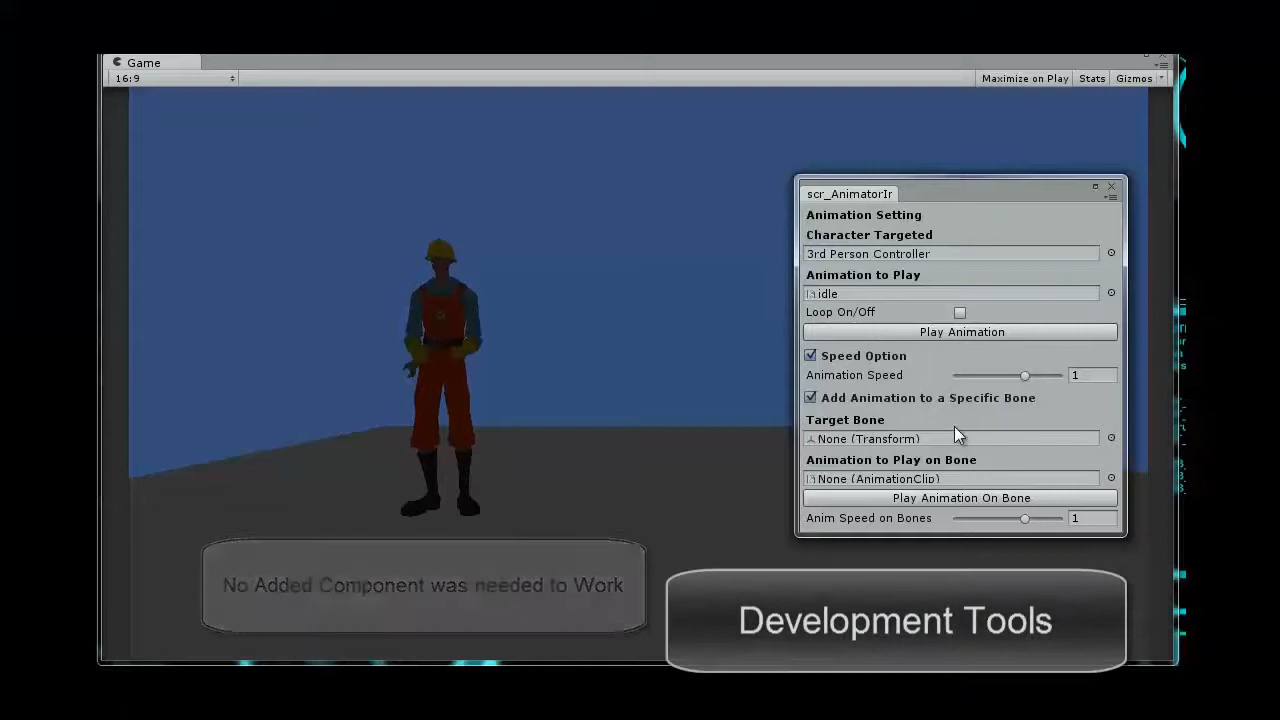 Game
16:9
Maximize on Play
Stats
Gizmos
scr_AnimatorIr
Animation Setting
Character Targeted
3rd Person Controller
Animation to Play
idle
Loop On/Off
Play Animation
Speed Option
Animation Speed
1
Add Animation to a Specific Bone
Target Bone
None (Transform)
Animation to Play on Bone
None (AnimationClip)
Play Animation On Bone
Anim Speed on Bones
1
No Added Component was needed to Work
Development Tools